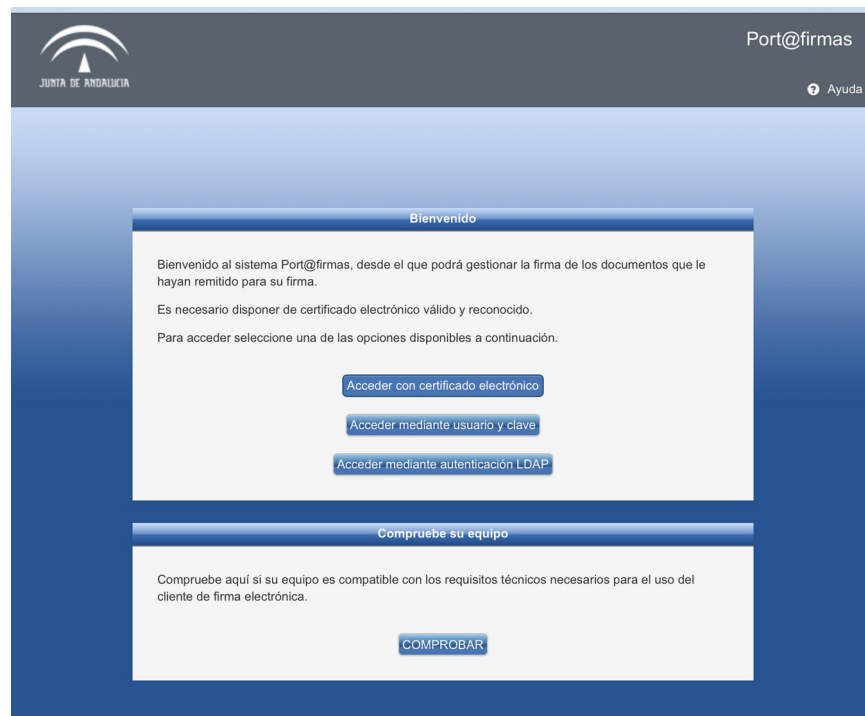 JUNTA DE ANDALUCIA
Port@firmas
Ayuda
Bienvenido
Bienvenido al sistema Port@firmas, desde el que podrá gestionar la firma de los documentos que le
hayan remitido para su firma.
Es necesario disponer de certificado electrónico válido y reconocido.
Para acceder seleccione una de las opciones disponibles a continuación.
Acceder con certificado electrónico
Acceder mediante usuario y clave
Acceder mediante autenticación LDAP
Compruebe su equipo
Compruebe aquí si su equipo es compatible con los requisitos técnicos necesarios para el uso del
cliente de firma electrónica.
COMPROBAR